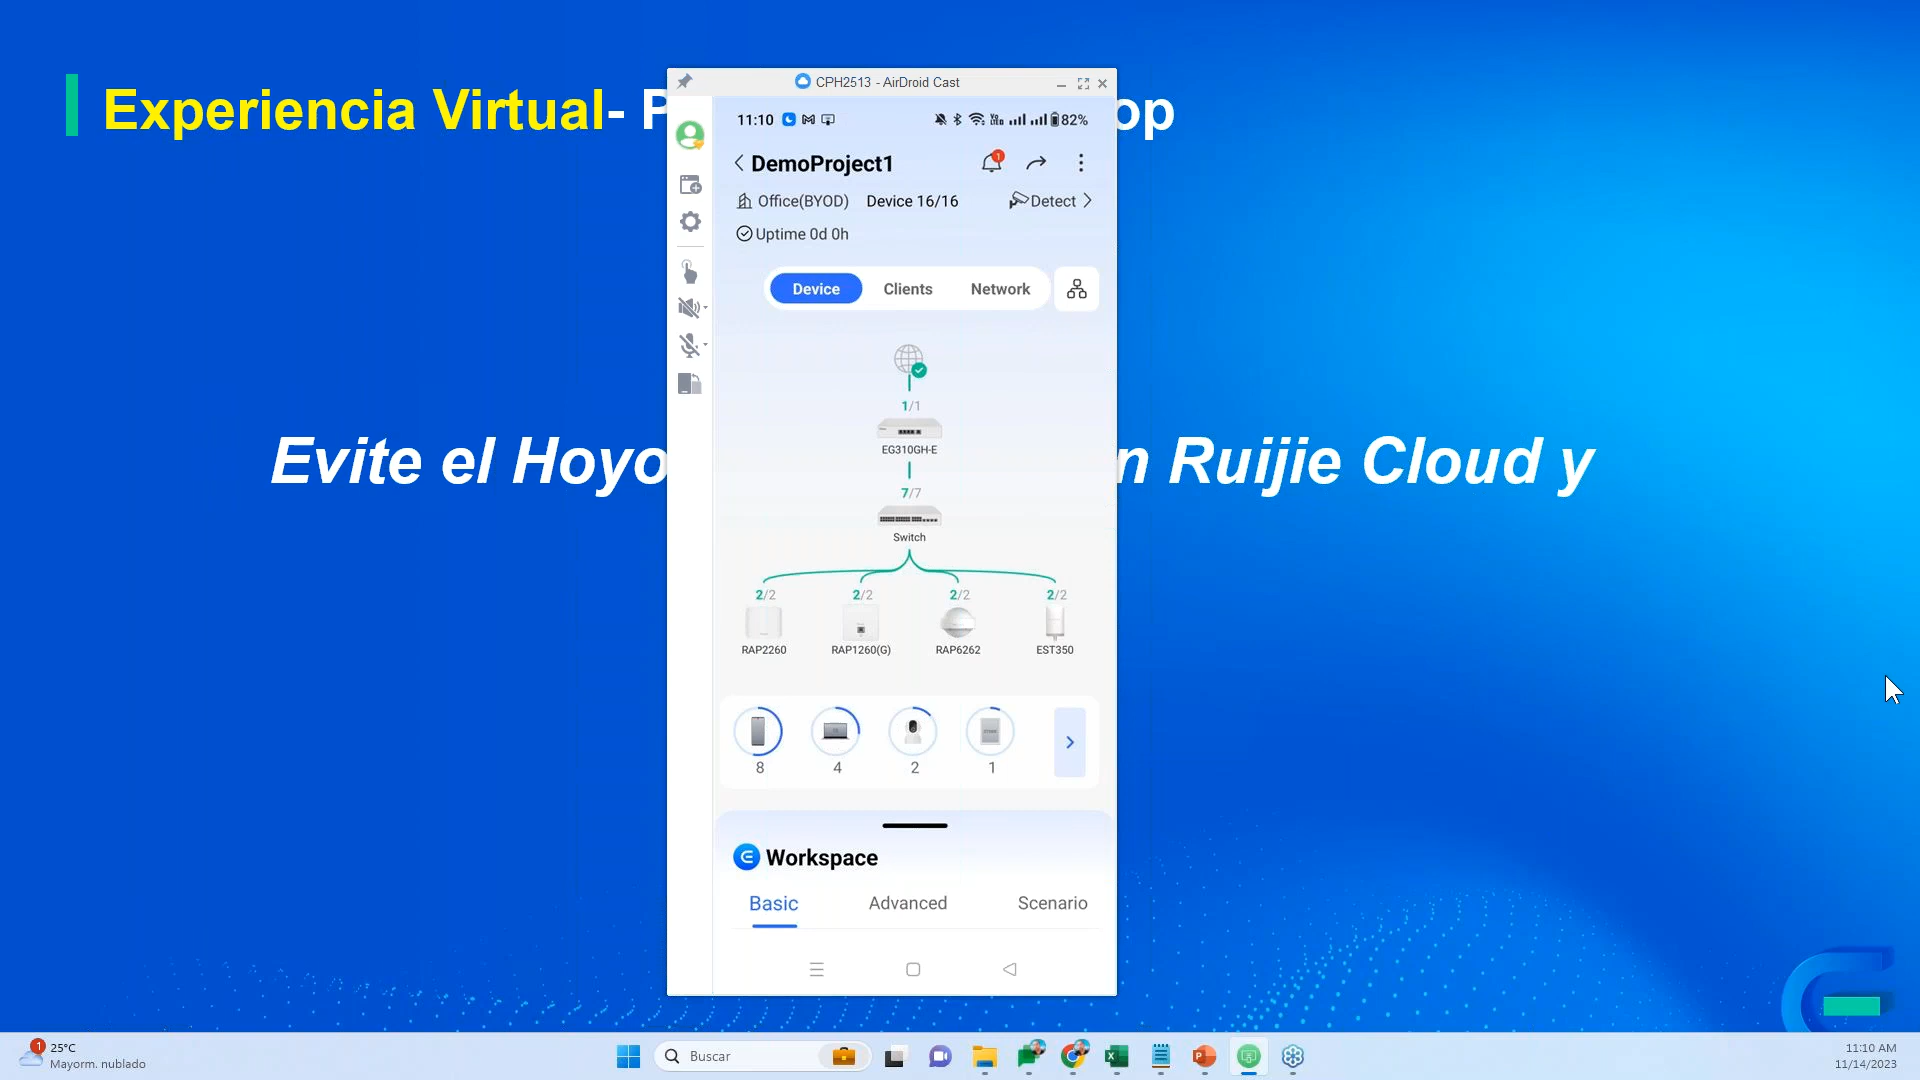 Experiencia Virtual- P
op
CPH2513 - AirDroid Cast
11:10
82%
DemoProject1
1
Office(BYOD) Device 16/16 Detect
Uptime 0d 0h
Device Clients Network
1/1
EG310GH-E
Evite el Hoyo
n Ruijie Cloud y
7/7
Switch
2/2 2/2 2/2 2/2
RAP2260 RAP1260(G) RAP6262 EST350
8 4 2 1
Workspace
Basic Advanced Scenario
1
25°C
Mayorm. nublado
Buscar
11:10 AM
11/14/2023